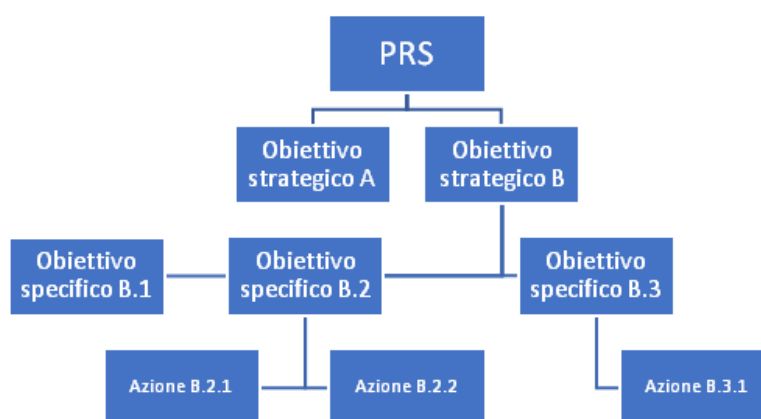 PRS
Obiettivo
strategico A
Obiettivo
strategico B
Obiettivo
specifico B.1
Obiettivo
specifico B.2
Obiettivo
specifico B.3
Azione B.2.1
Azione B.2.2
Azione B.3.1